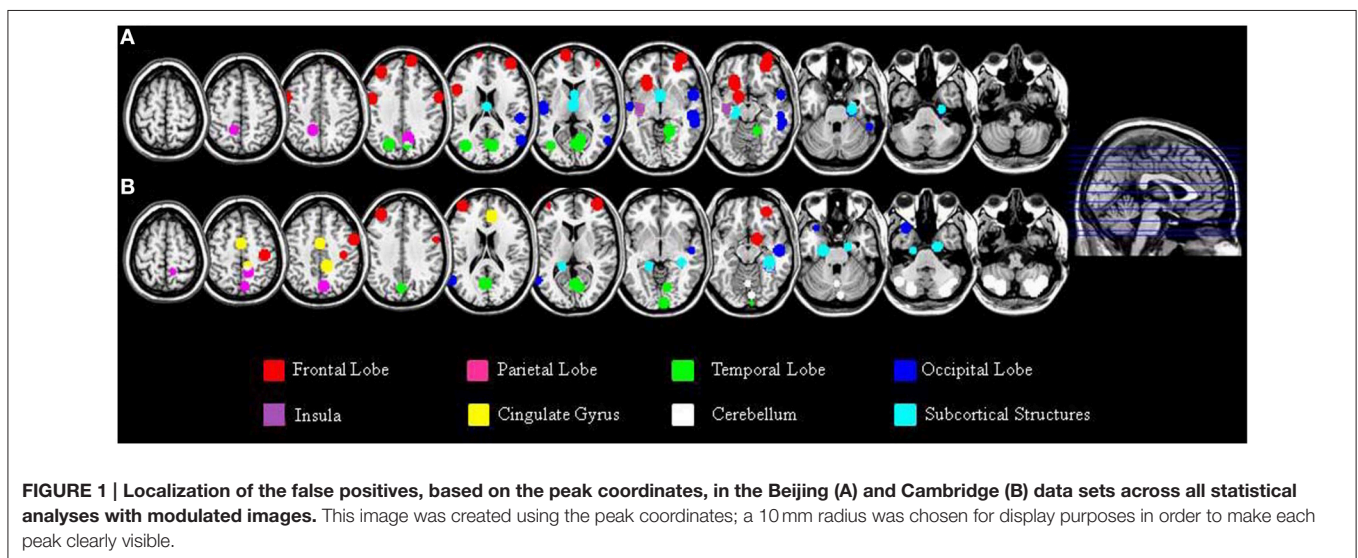 A
B
Frontal Lobe Parietal Lobe Temporal Lobe Occipital Lobe
Insula Cingulate Gyrus Cerebellum Subcortical Structures
FIGURE 1 | Localization of the false positives, based on the peak coordinates, in the Beijing (A) and Cambridge (B) data sets across all statistical
analyses with modulated images. This image was created using the peak coordinates; a 10 mm radius was chosen for display purposes in order to make each
peak clearly visible.